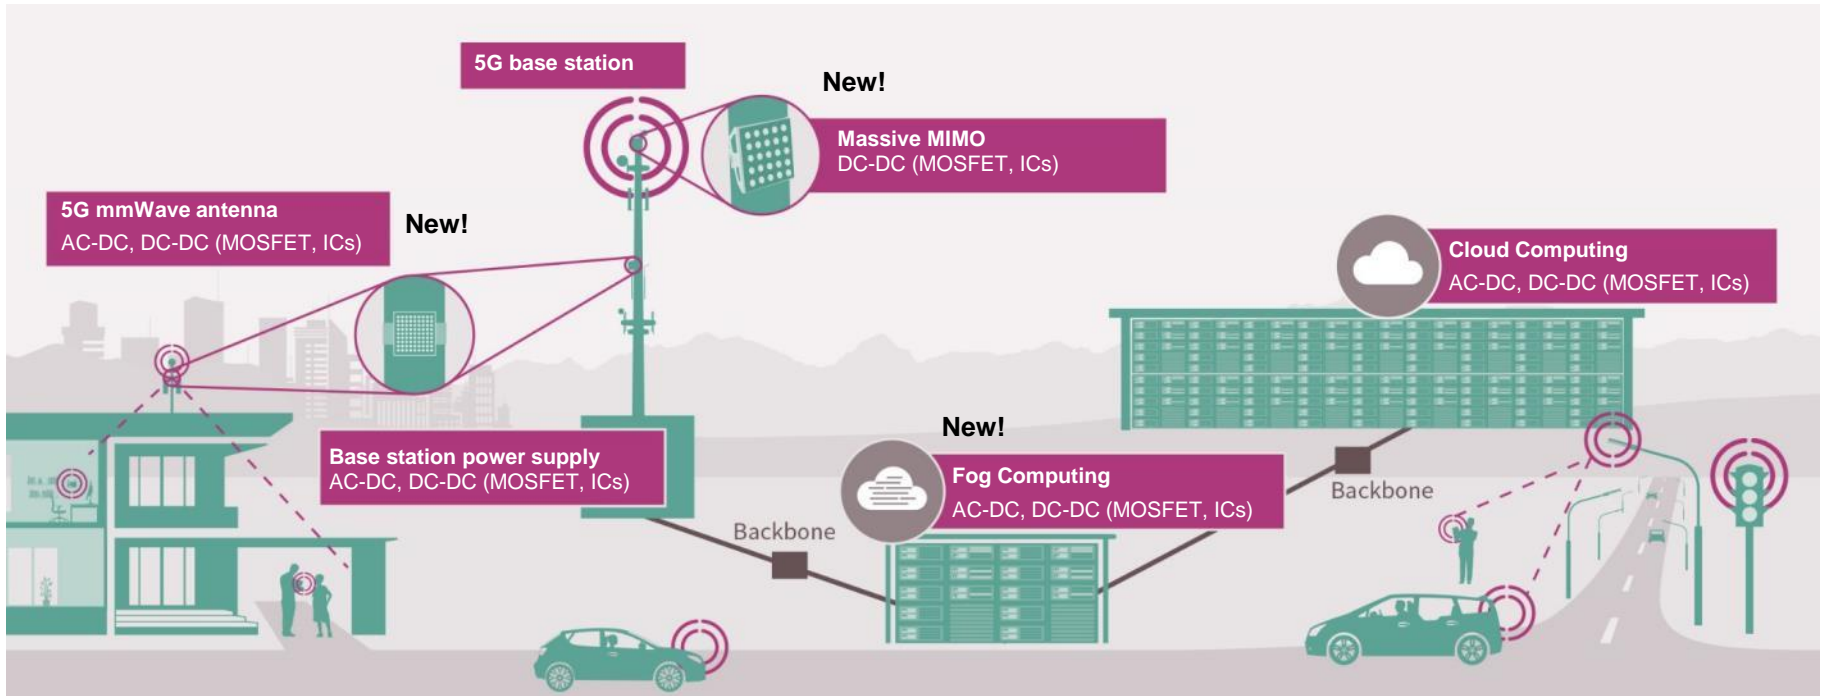 5G base station
New!
Massive MIMO
DC-DC (MOSFET, ICs)
5G mmWave antenna
AC-DC, DC-DC (MOSFET, ICs)
New!
Cloud Computing
AC-DC, DC-DC (MOSFET, ICs)
Base station power supply
AC-DC, DC-DC (MOSFET, ICs)
New!
Fog Computing
AC-DC, DC-DC (MOSFET, ICs)
Backbone
Backbone